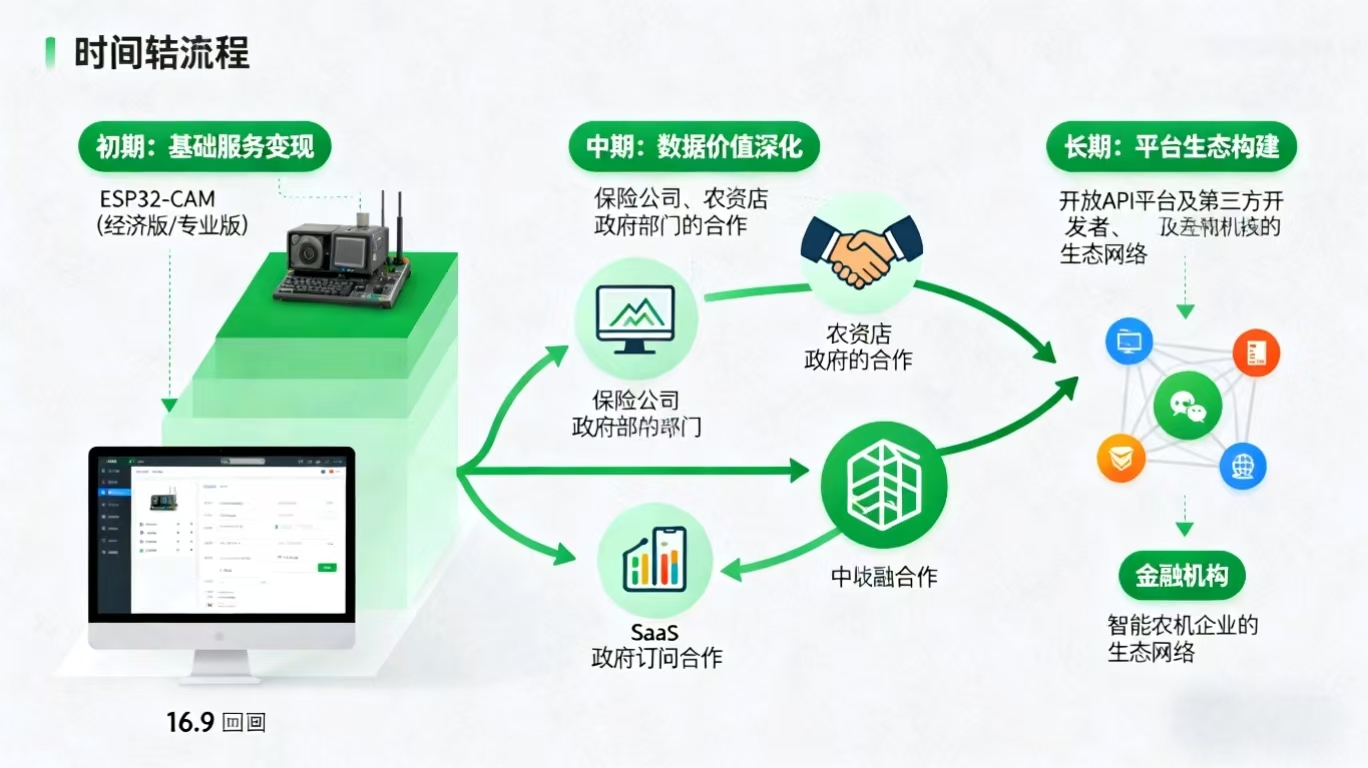 时间转流程
初期：基础服务变现
ESP32-CAM
(经济版/专业版)
16.9
中期：数据价值深化
保险公司、农资店
政府部门的合作
保险公司
政府部的部门
农资店
政府的合作
SaaS
政府订问合作
融合作
长期：平台生态构建
开放API平台及第三方开
发者、
生态网络
金融机构
智能农机企业的
生态网络